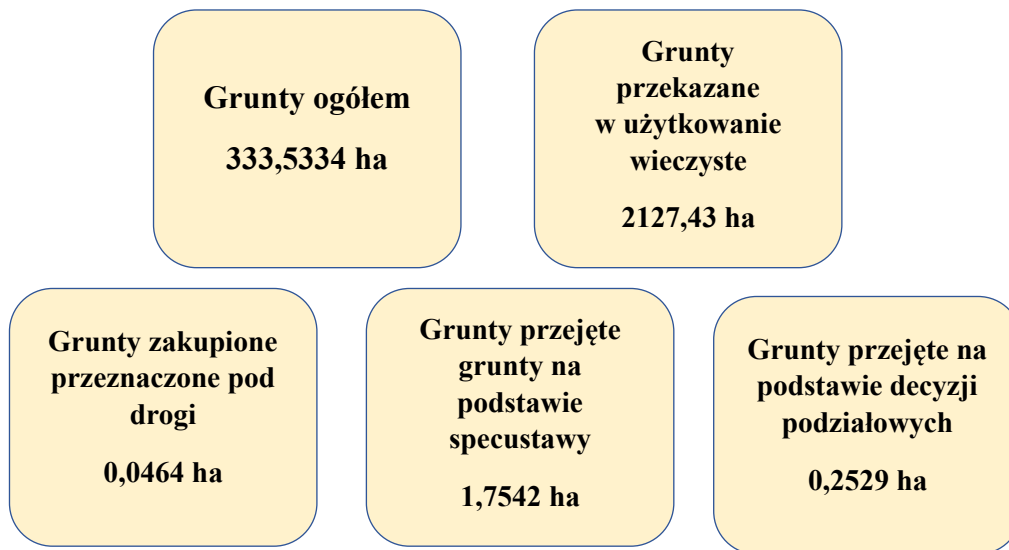 Grunty ogółem
333,5334 ha
Grunty
przekazane
w użytkowanie
wieczyste
2127,43 ha
Grunty zakupione
przeznaczone pod
drogi
0,0464 ha
Grunty przejęte
grunty na
podstawie
specustawy
1,7542 ha
Grunty przejęte na
podstawie decyzji
podziałowych
0,2529 ha